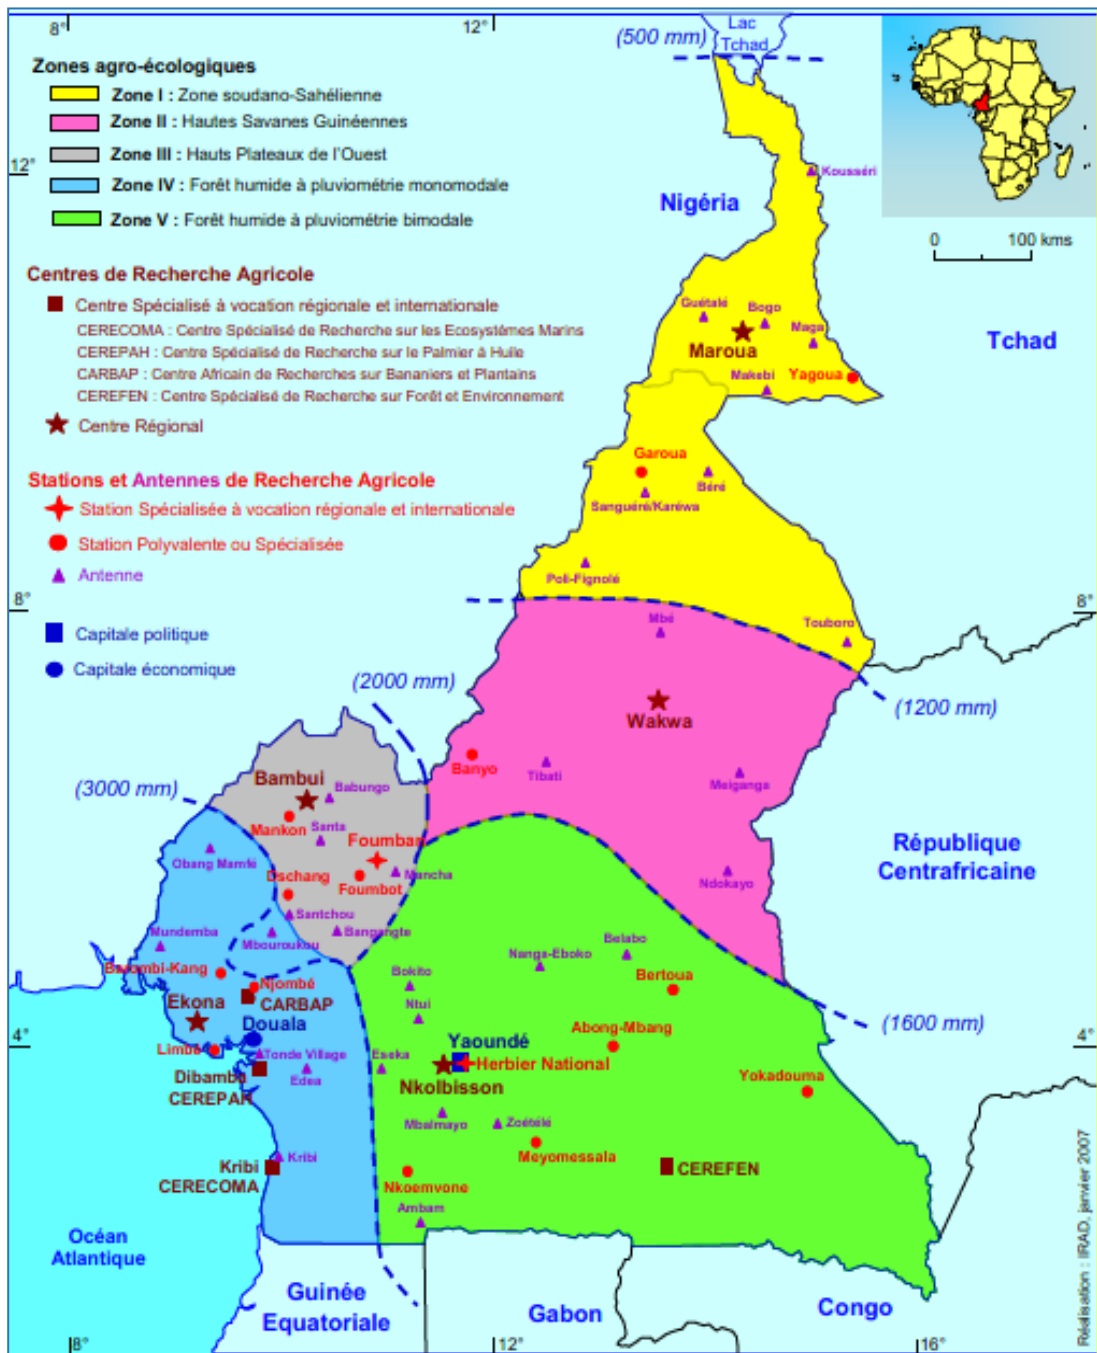 8°
12°
(500 mm)
Lac
Tchad
Zones agro-écologiques
Zone I : Zone soudano-Sahélienne
Zone II : Hautes Savanes Guinéennes
Zone III : Hauts Plateaux de l'Ouest
Zone IV : Forêt humide à pluviométrie monomodale
Zone V : Forêt humide à pluviométrie bimodale
12°
Kousséri
Nigéria
0 100 kms
Centres de Recherche Agricole
Centre Spécialisé à vocation régionale et internationale
CERECOMA : Centre Spécialisé de Recherche sur les Ecosystémes Marins
CEREPAH : Centre Spécialisé de Recherche sur le Palmier à Huile
CARBAP : Centre Africain de Recherches sur Bananiers et Plantains
CEREFEN : Centre Spécialisé de Recherche sur Forêt et Environnement
Centre Régional
Guétalé
Bogo
Maga
Maroua
Tchad
Makebi
Yagoua
Stations et Antennes de Recherche Agricole
Station Spécialisée à vocation régionale et internationale
Station Polyvalente ou Spécialisée
Antenne
Garoua
Béré
Sanguéré/Karéwa
Poli-Fignolé
8°
8°
Capitale politique
Capitale économique
Mbé
Touboro
(2000 mm)
(1200 mm)
Wakwa
Banyo
Tibati
Meiganga
(3000 mm)
Bambui
Babungo
Mankon
Santa
Foumban
République
Centrafricaine
Obang Mamfé
Dschang
Foumbot
Mancha
Ndokayo
Santchou
Mundemba
Mbouroukou
Bangangte
Nanga-Eboko
Belabo
Barombi-Kang
Njombé
Bokito
Bertoua
Ekona
CARBAP
Ntui
(1600 mm)
Douala
Yaoundé
Abong-Mbang
4°
4°
Limbé
Tonde Village
Eseka
Herbier National
Dibamba
CEREPAH
Edea
Nkolbisson
Yokadouma
Mbalmayo
Zoétélé
Meyomessala
Kribi
CERECOMA
Kribi
Nkoemvone
CEREFEN
Ambam
Océan
Atlantique
Guinée
Equatoriale
Gabon
Congo
Réalisation : IRAD, janvier 2007
8°
12°
16°